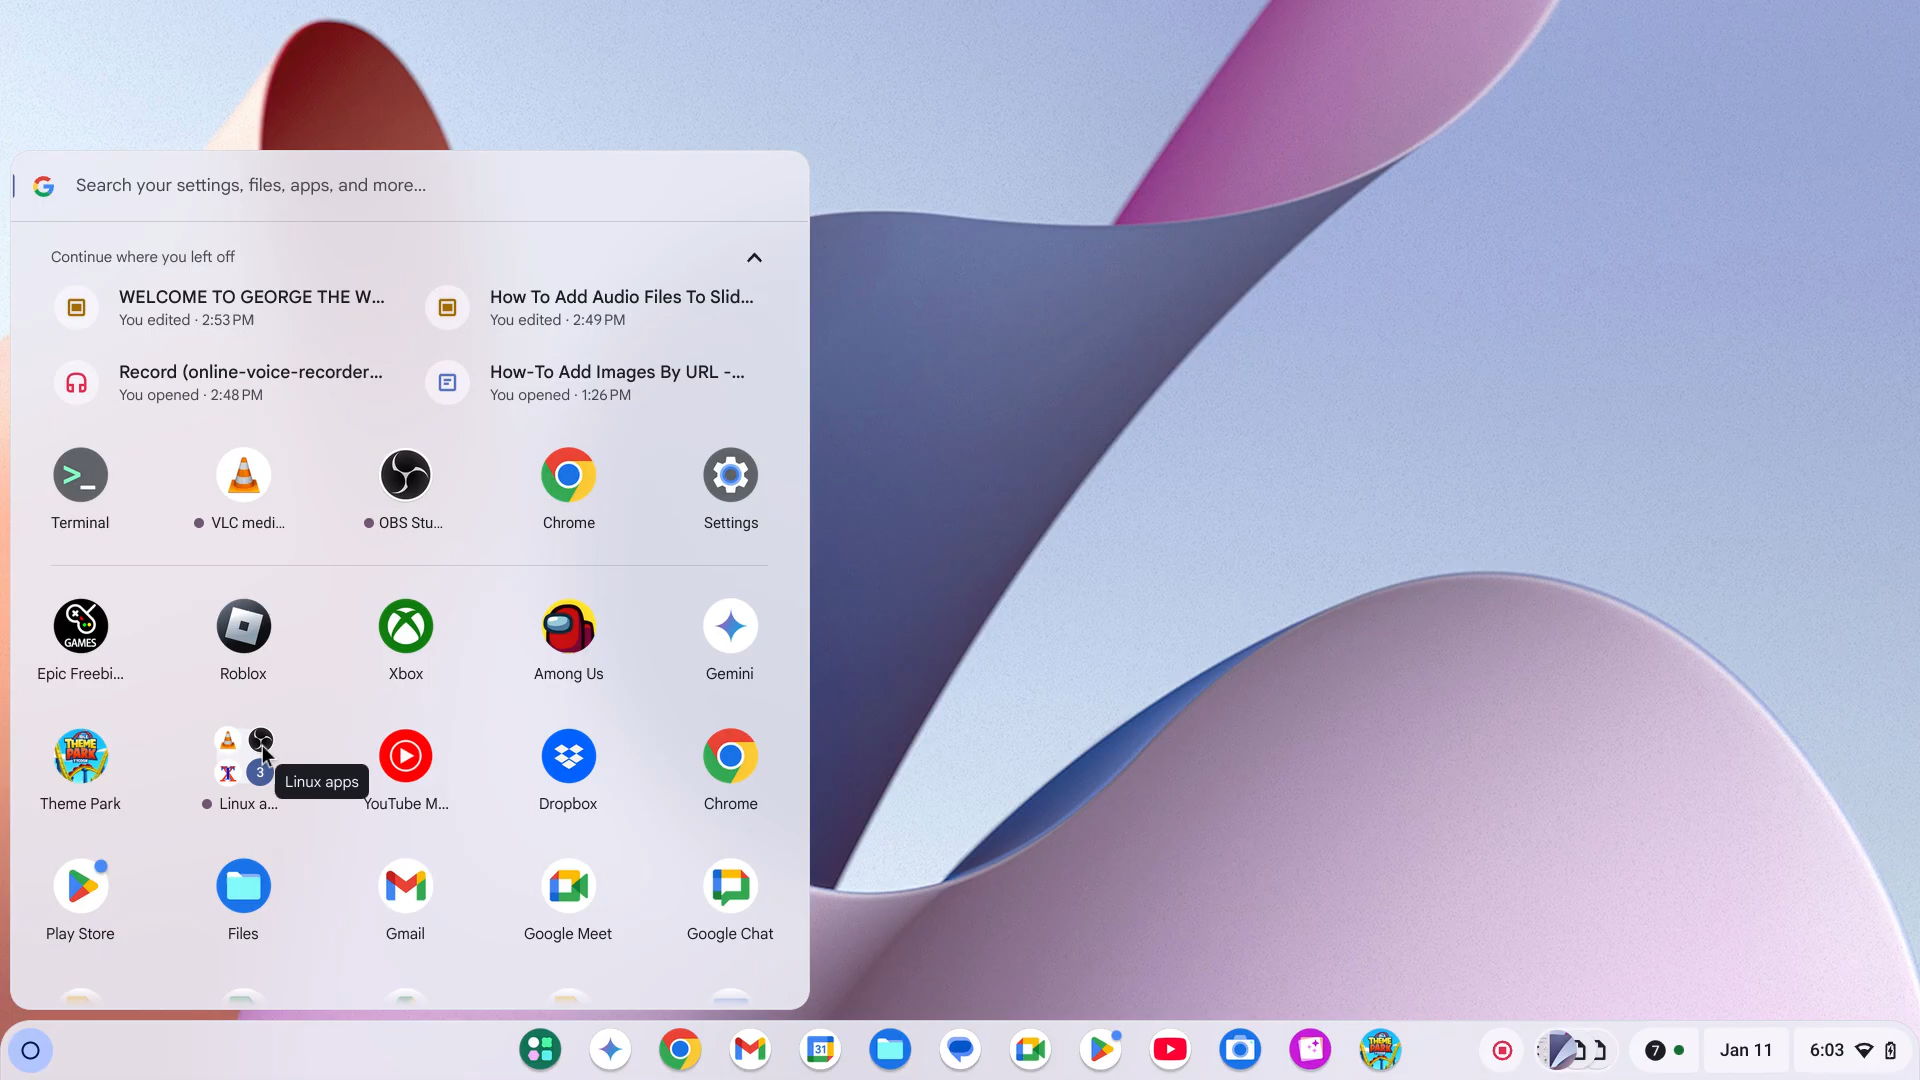 Search your settings, files, apps, and more...
Continue where you left off
WELCOME TO GEORGE THE W...
You edited · 2:53 PM
How To Add Audio Files To Slid...
You edited · 2:49 PM
Record (online-voice-recorder...
You opened · 2:48 PM
How-To Add Images By URL -...
You opened · 1:26 PM
Terminal
VLC medi...
OBS Stu...
Chrome
Settings
GAMES
Epic Freebi...
Roblox
Xbox
Among Us
Gemini
THEME PARK
3
Linux apps
Theme Park
Linux a...
YouTube M...
Dropbox
Chrome
Play Store
Files
Gmail
Google Meet
Google Chat
31
THEME PARK
7
Jan 11
6:03